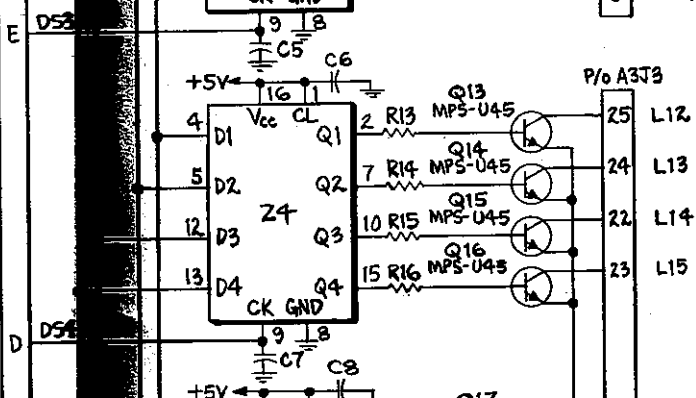 9 8
E DS3
C5
C6
+5V
16 1
P/o A3J3
Q13
MPS-U45
Vcc CL
4 D1 Q1 2 R13 25 L12
Q14
MPS-U45
5 D2 Q2 7 R14 24 L13
Q15
MPS-U45
Z4
12 D3 Q3 10 R15 22 L14
Q16
MPS-U45
13 D4 Q4 15 R16 23 L15
CK GND
D DS4 9 8
C7
C8
+5V
Q17